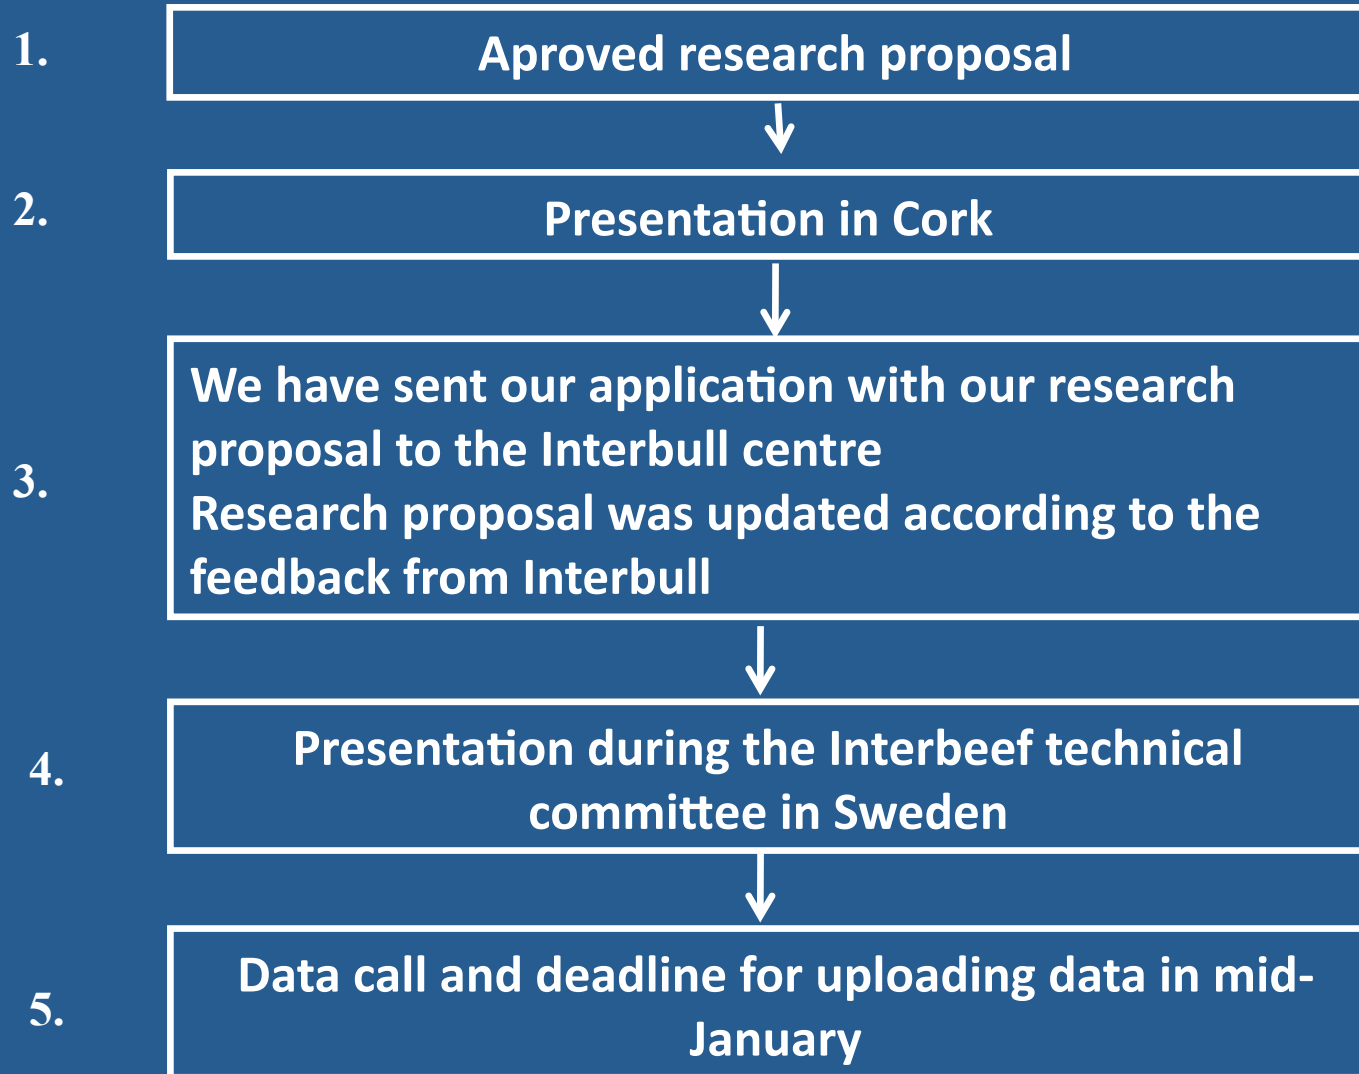 1.
Aproved research proposal
2.
Presentation in Cork
3.
We have sent our application with our research
proposal to the Interbull centre
Research proposal was updated according to the
feedback from Interbull
4.
Presentation during the Interbeef technical
committee in Sweden
5.
Data call and deadline for uploading data in mid-
January